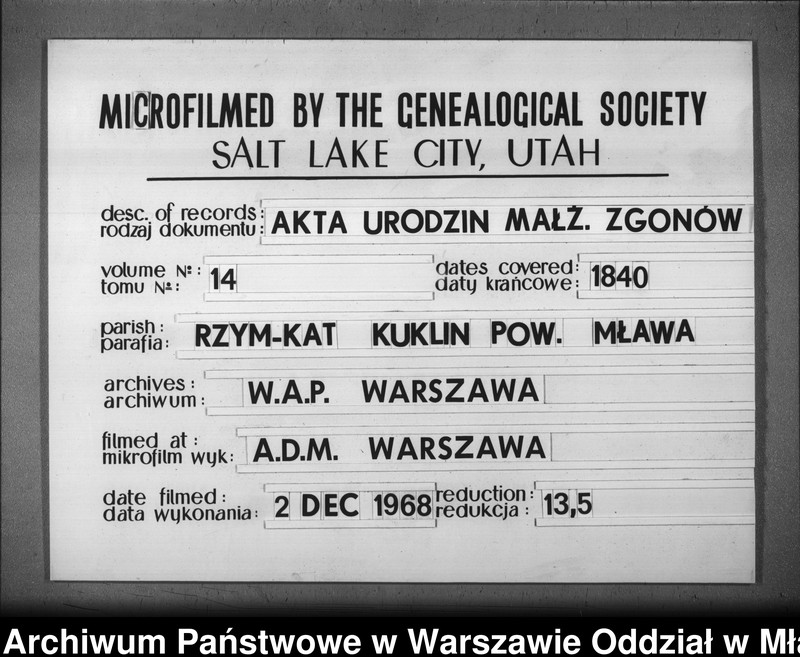 MICROFILMED BY THE GENEALOGICAL SOCIETY
SALT LAKE CITY, UTAH
desc. of records:
rodzaj dokumentu: AKTA URODZIN MAŁŻ. ZGONÓW
volume Nº: 14 dates covered: 1840
tomu Nº: daty krańcowe:
parish: RZYM-KAT KUKLIN POW. MŁAWA
parafia:
archives: W.A.P. WARSZAWA
archiwum:
filmed at: A.D.M. WARSZAWA
mikrofilm wyk:
date filmed: 2 DEC 1968 reduction: 13,5
data wykonania: redukcja:
Archiwum Państwowe w Warszawie Oddział w